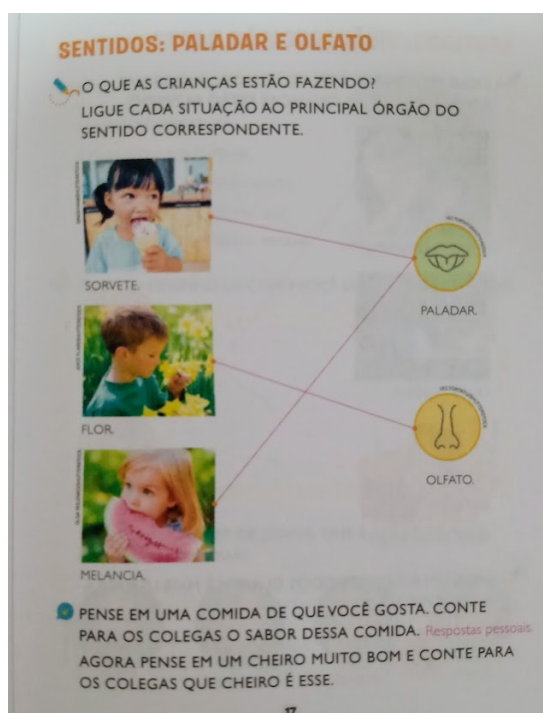 SENTIDOS: PALADAR E OLFATO
O QUE AS CRIANÇAS ESTÃO FAZENDO?
LIGUE CADA SITUAÇÃO AO PRINCIPAL ÓRGÃO DO
SENTIDO CORRESPONDENTE.
SORVETE.
PALADAR.
FLOR.
OLFATO.
MELANCIA.
PENSE EM UMA COMIDA DE QUE VOCÊ GOSTA. CONTE
PARA OS COLEGAS O SABOR DESSA COMIDA. Respostas pessoais.
AGORA PENSE EM UM CHEIRO MUITO BOM E CONTE PARA
OS COLEGAS QUE CHEIRO É ESSE.
17